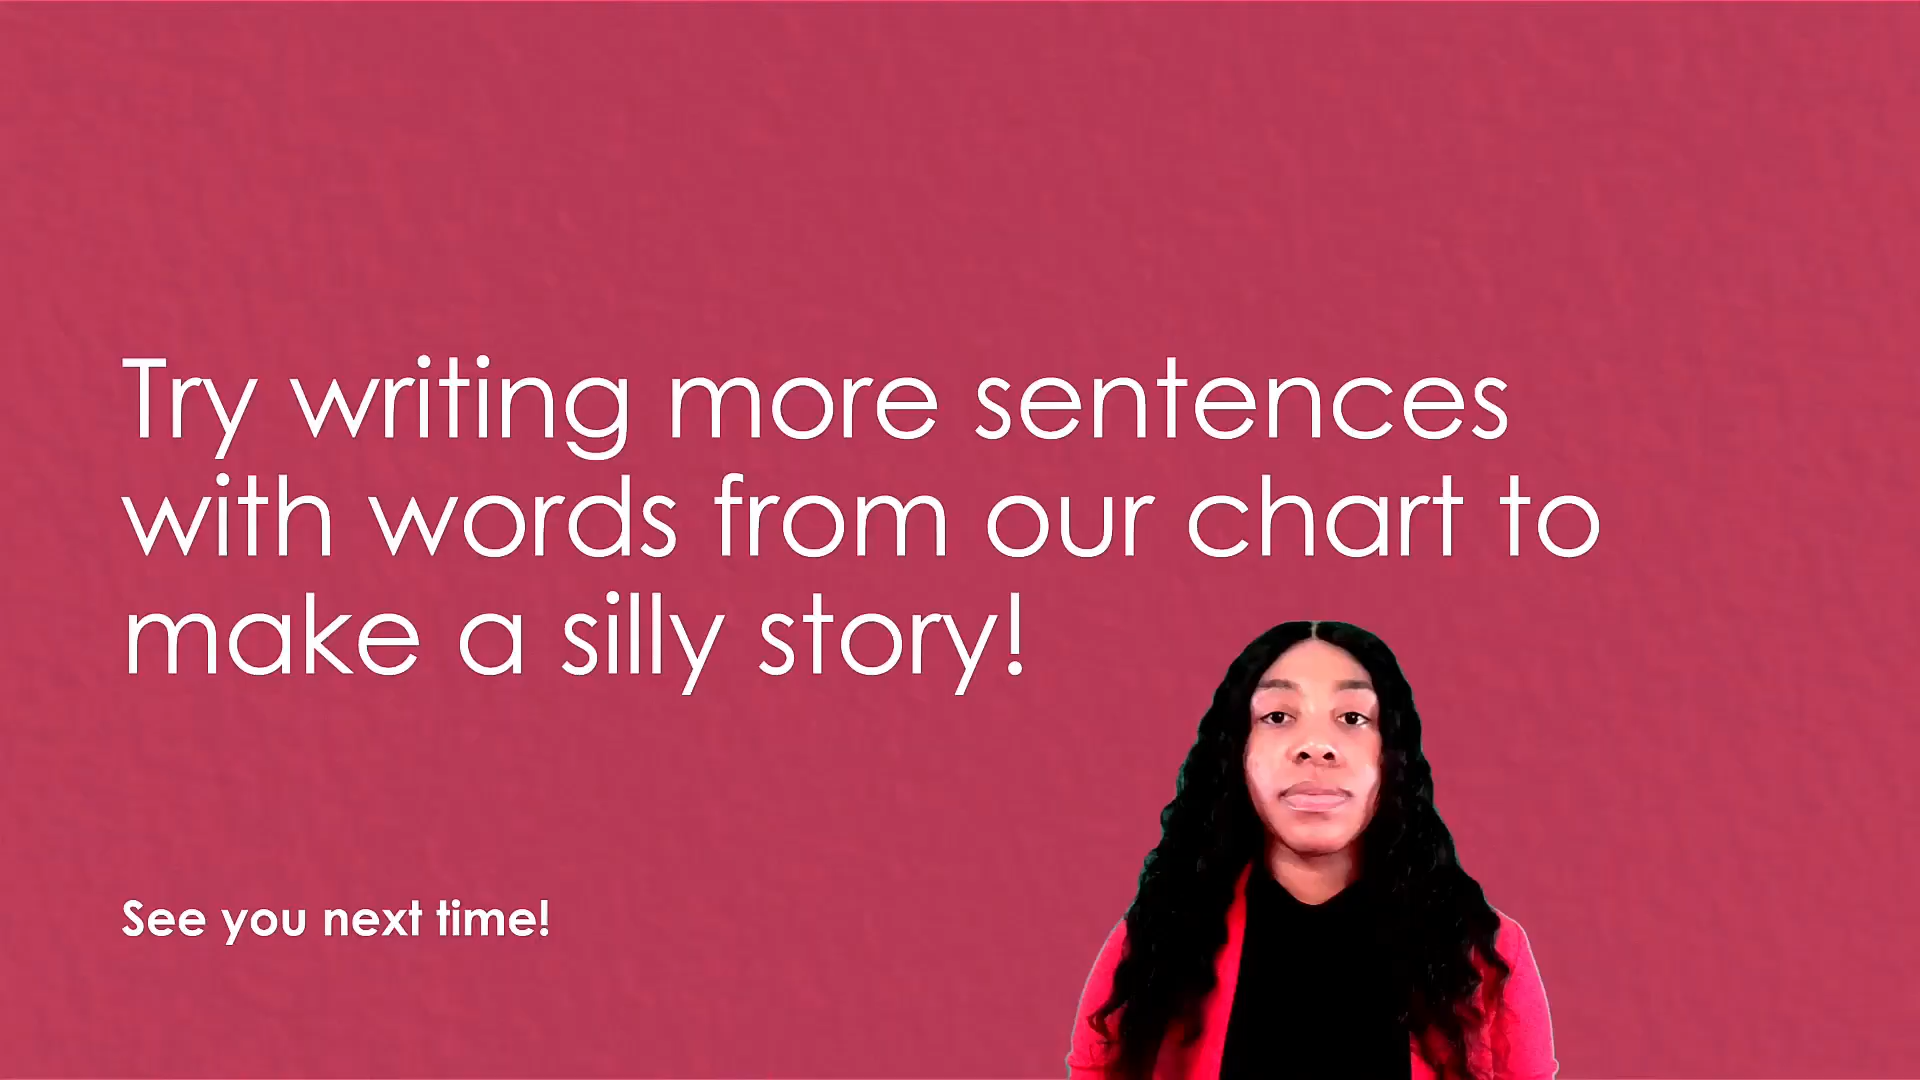 Try writing more sentences
with words from our chart to
make a silly story!
See you next time!